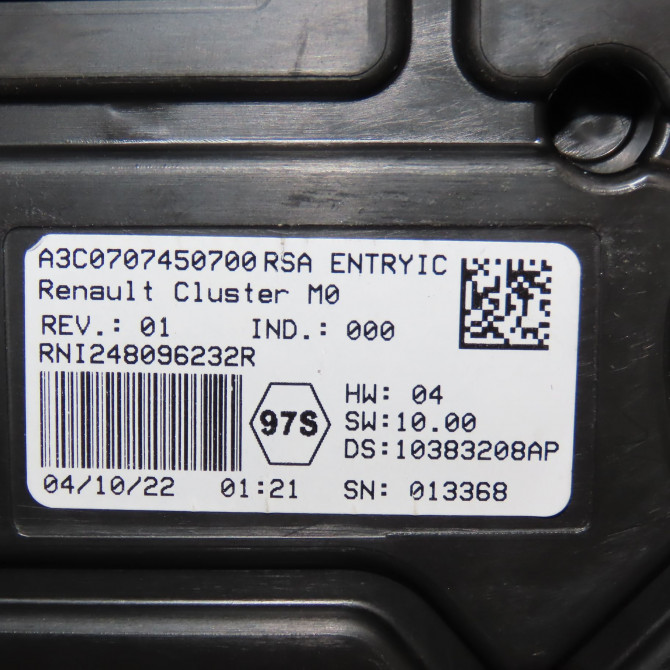 A3C0707450700 RSA ENTRYIC
Renault Cluster M0
REV.: 01 IND.: 000
RNI248096232R
97S
HW: 04
SW:10.00
DS:10383208AP
04/10/22 01:21 SN: 013368